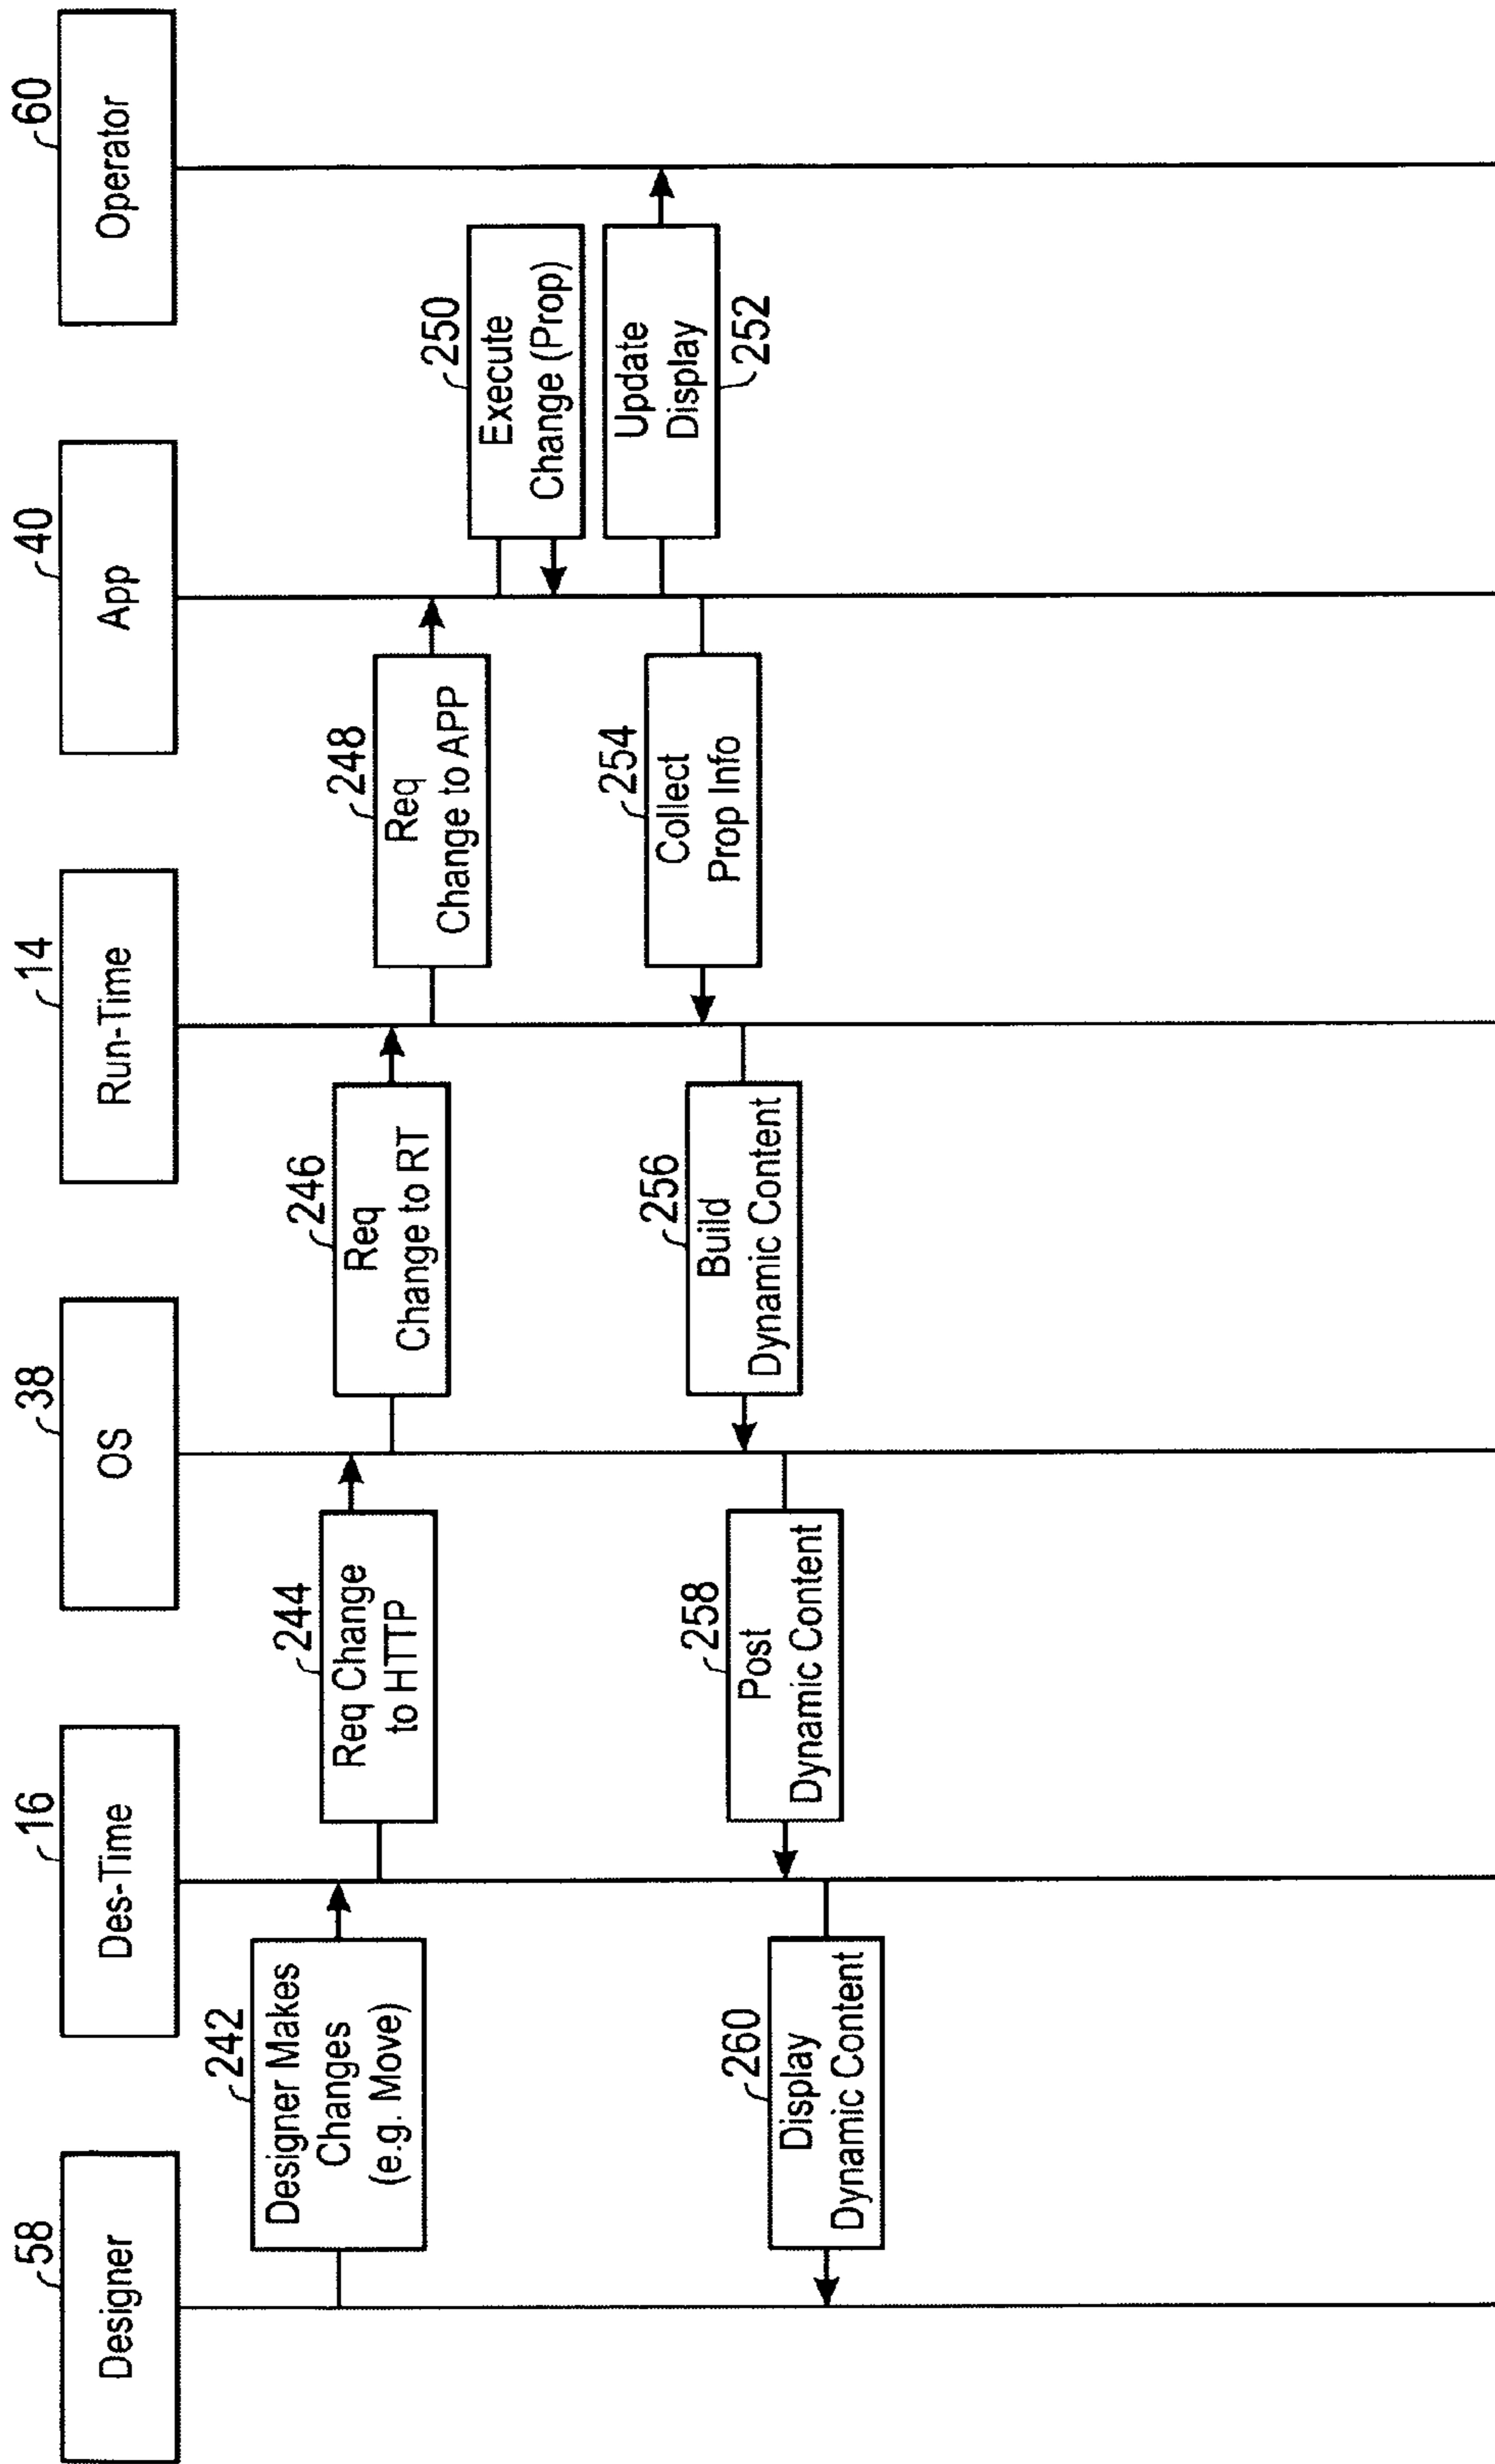 58
Designer
16
Des-Time
38
OS
14
Run-Time
40
App
60
Operator
242
Designer Makes
Changes
(e.g. Move)
244
Req Change
to HTTP
246
Req
Change to RT
248
Req
Change to APP
250
Execute
Change (Prop)
Update
Display
252
254
Collect
Prop Info
256
Build
Dynamic Content
258
Post
Dynamic Content
260
Display
Dynamic Content